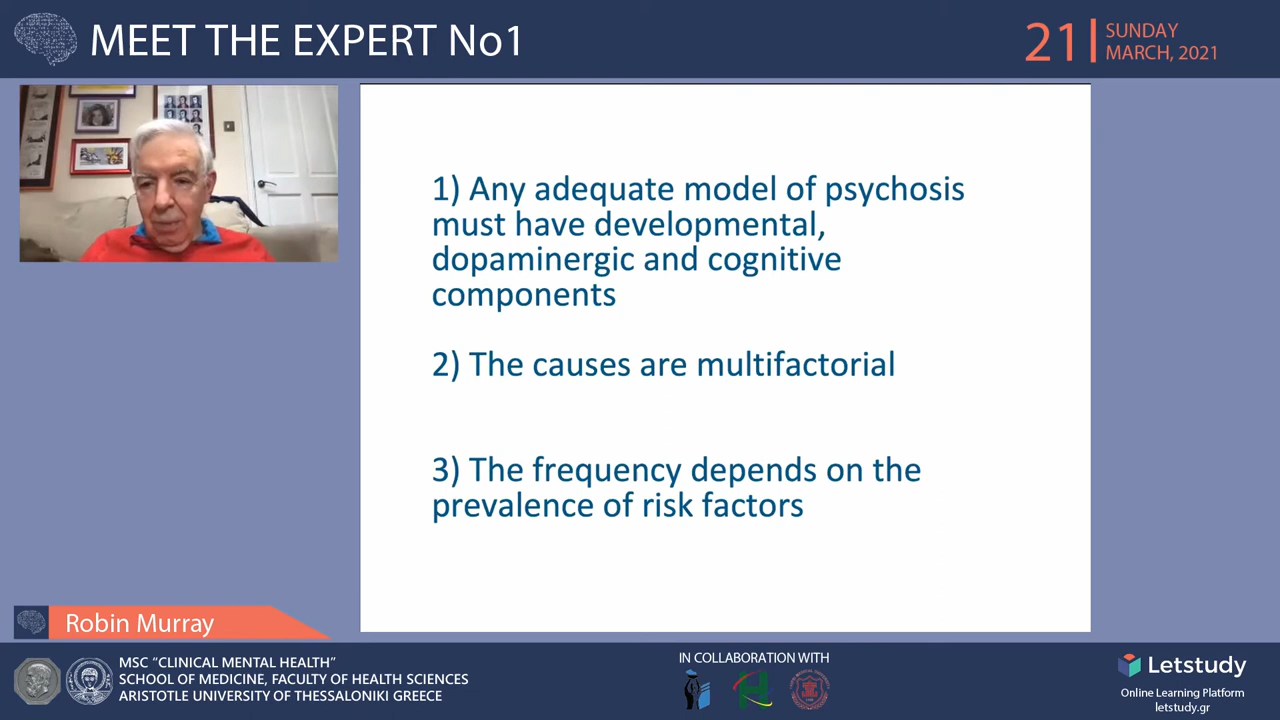 MEET THE EXPERT No1
21
SUNDAY
MARCH, 2021
1) Any adequate model of psychosis
must have developmental,
dopaminergic and cognitive
components
2) The causes are multifactorial
3) The frequency depends on the
prevalence of risk factors
Robin Murray
MSC “CLINICAL MENTAL HEALTH”
SCHOOL OF MEDICINE, FACULTY OF HEALTH SCIENCES
ARISTOTLE UNIVERSITY OF THESSALONIKI GREECE
IN COLLABORATION WITH
Letstudy
Online Learning Platform
letstudy.gr